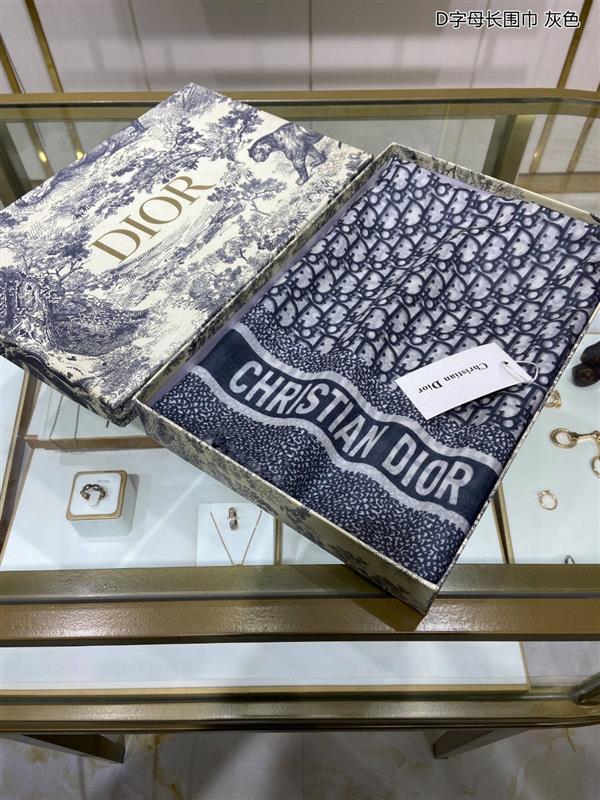 D字母长围巾 灰色
DIOR
Christian Dior
CHRISTIAN DIOR